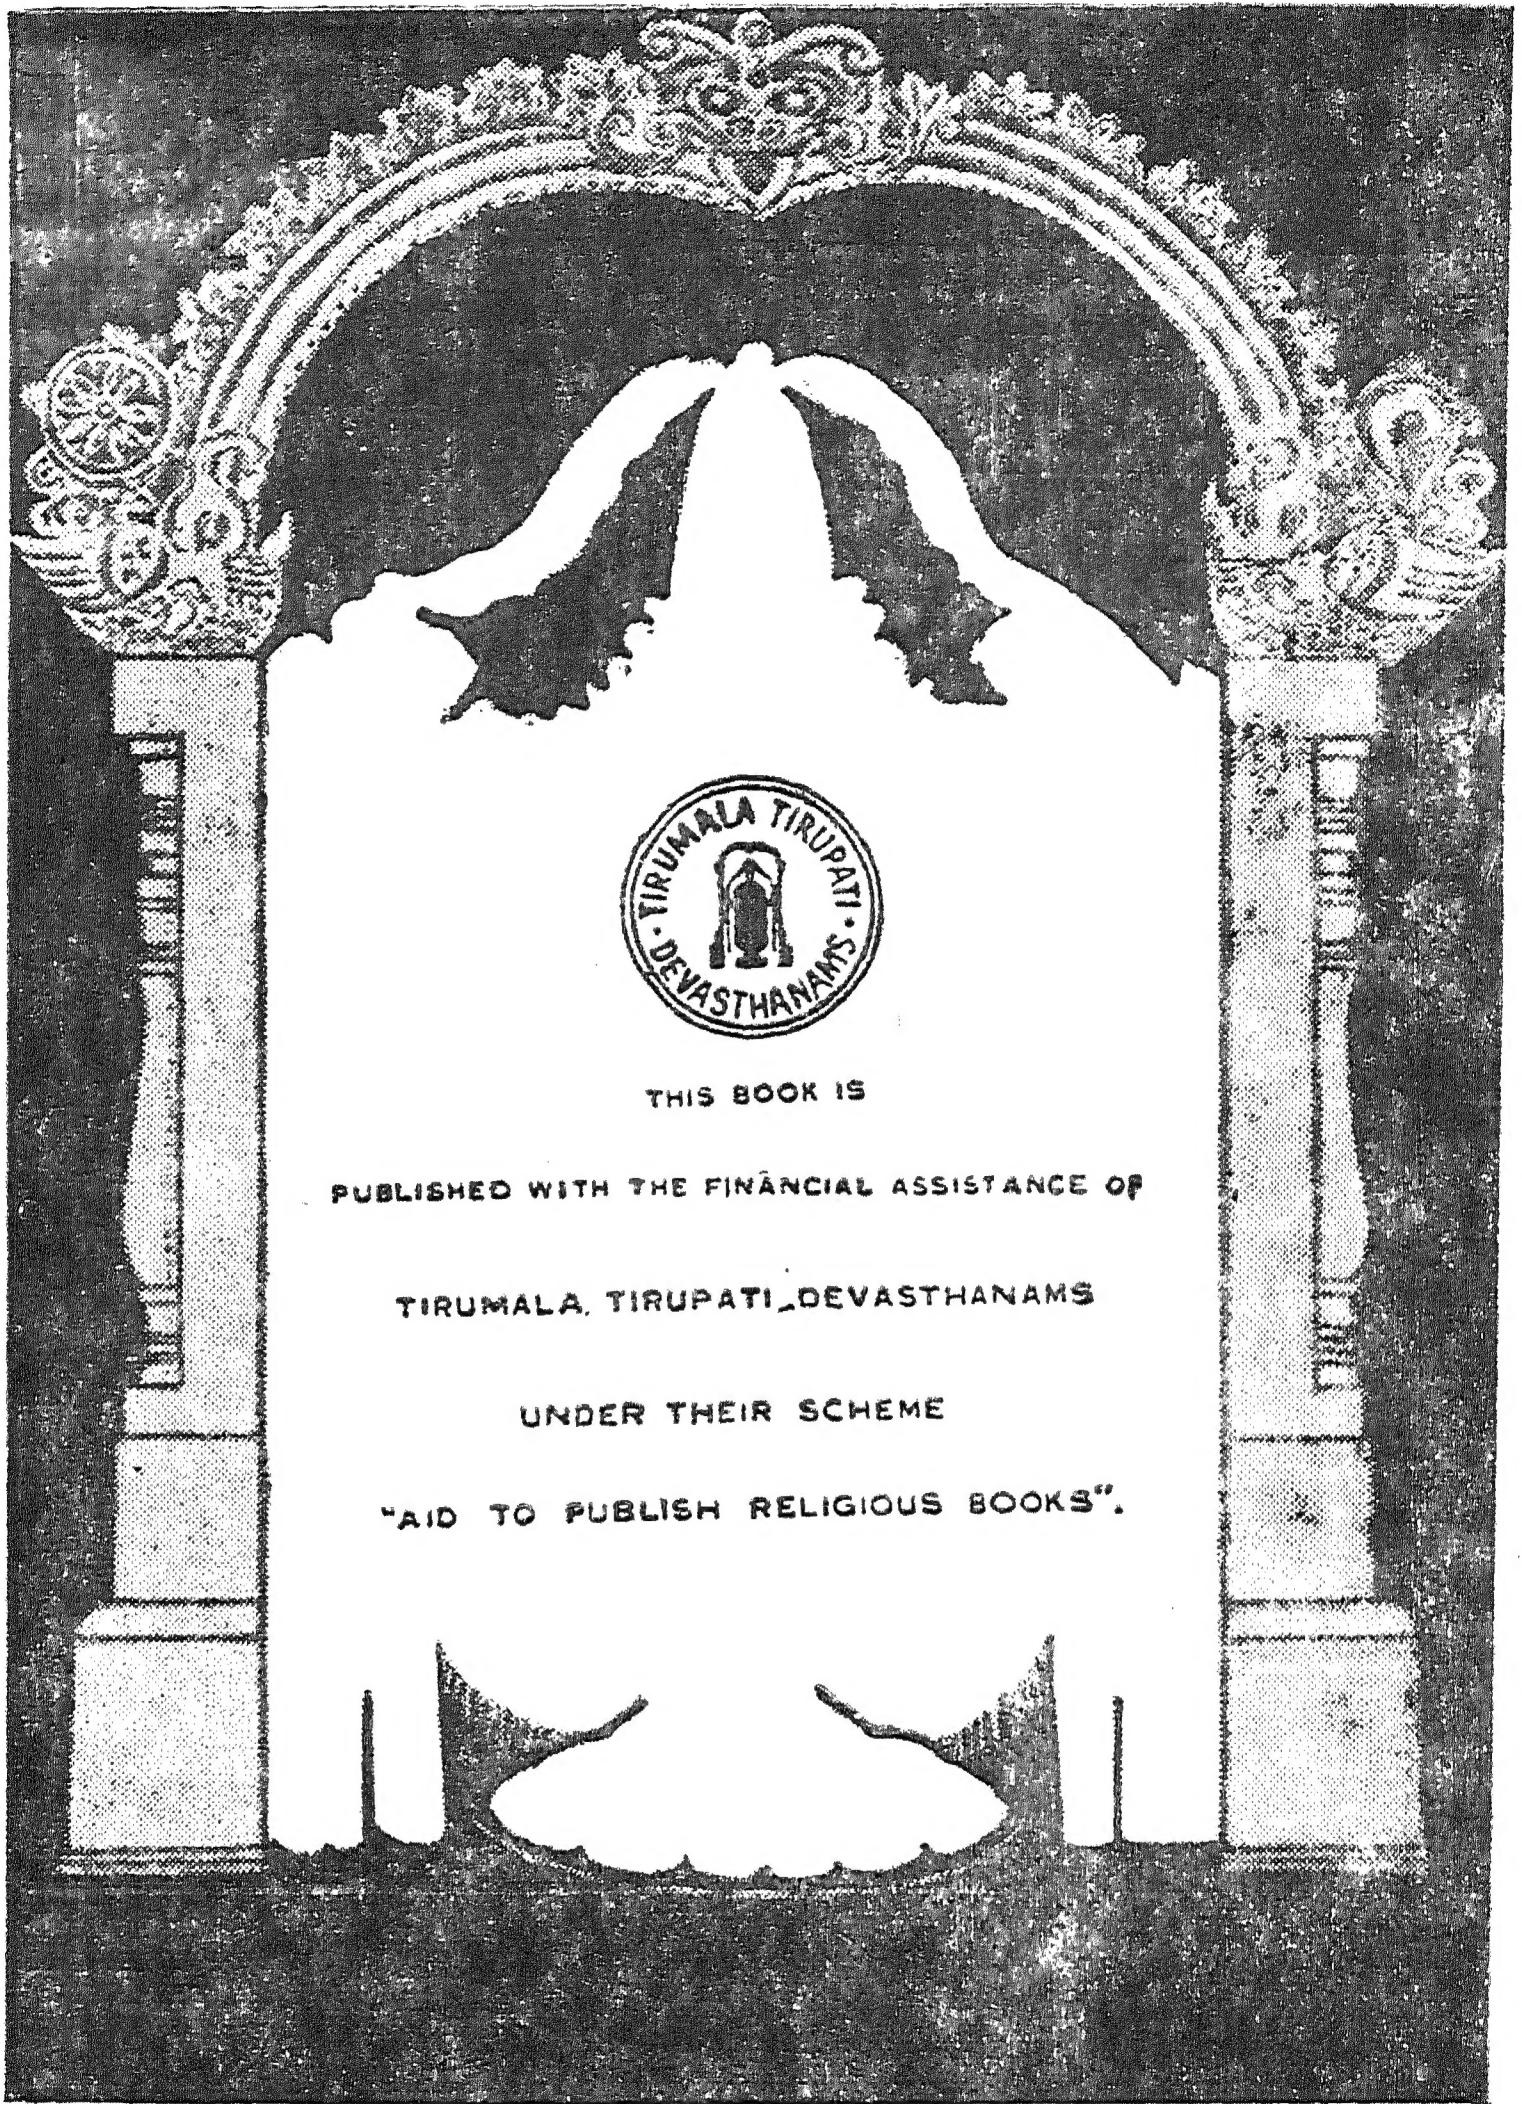 TIRUMALA TIRUPATI
DEVASTHANAMS
THIS BOOK IS
PUBLISHED WITH THE FINANCIAL ASSISTANCE OF
TIRUMALA, TIRUPATI-DEVASTHANAMS
UNDER THEIR SCHEME
"AID TO PUBLISH RELIGIOUS BOOKS".